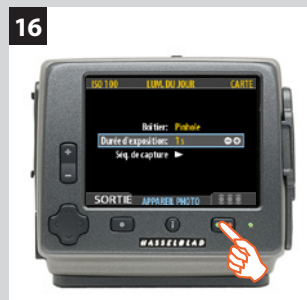 16
ISO 100 LUM. DU JOUR CARTE
Boîtier: Pinhole
Durée d'exposition: 1 s
Séq. de capture
SORTIE APPAREIL PHOTO
HASSELBLAD